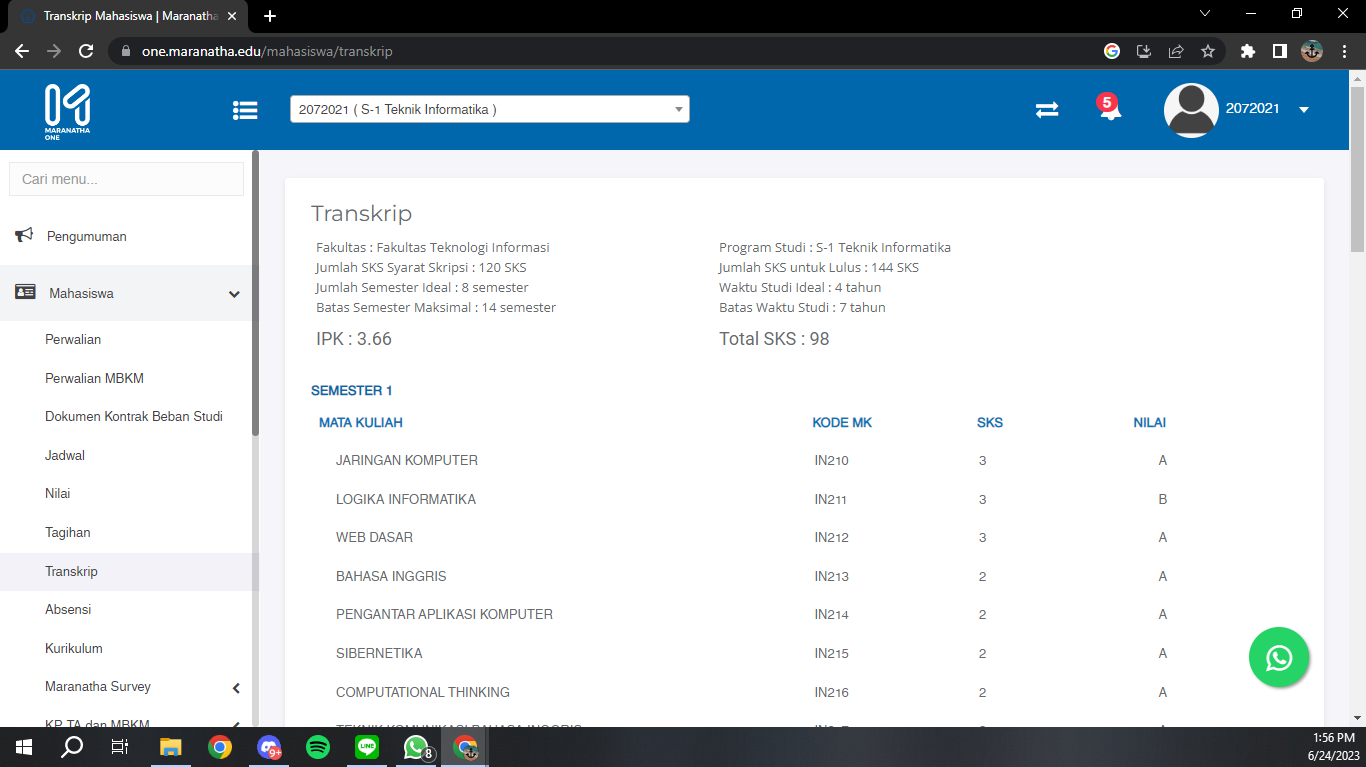 Transkrip Mahasiswa | Maranatha
one.maranatha.edu/mahasiswa/transkrip
MARANATHA
ONE
2072021 ( S-1 Teknik Informatika )
5
2072021
Cari menu...
Pengumuman
Mahasiswa
Perwalian
Perwalian MBKM
Dokumen Kontrak Beban Studi
Jadwal
Nilai
Tagihan
Transkrip
Absensi
Kurikulum
Maranatha Survey
KP, TA dan MBKM
Transkrip
Fakultas : Fakultas Teknologi Informasi
Program Studi : S-1 Teknik Informatika
Jumlah SKS Syarat Skripsi : 120 SKS
Jumlah SKS untuk Lulus : 144 SKS
Jumlah Semester Ideal : 8 semester
Waktu Studi Ideal : 4 tahun
Batas Semester Maksimal : 14 semester
Batas Waktu Studi : 7 tahun
IPK : 3.66
Total SKS : 98
SEMESTER 1
MATA KULIAH KODE MK SKS NILAI
JARINGAN KOMPUTER IN210 3 A
LOGIKA INFORMATIKA IN211 3 B
WEB DASAR IN212 3 A
BAHASA INGGRIS IN213 2 A
PENGANTAR APLIKASI KOMPUTER IN214 2 A
SIBERNETIKA IN215 2 A
COMPUTATIONAL THINKING IN216 2 A
TEKNIK KOMUNIKASI BAHASA INGGRIS
9+
LINE
8
1:56 PM
6/24/2023